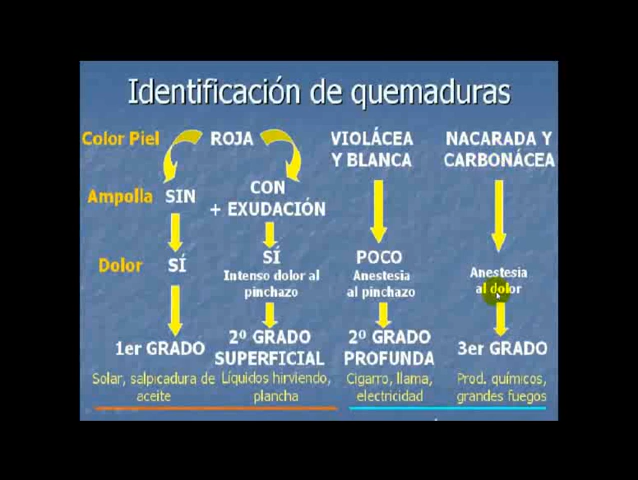 Identificación de quemaduras
Color Piel ROJA VIOLÁCEA Y BLANCA NACARADA Y CARBONÁCEA
Ampolla SIN CON + EXUDACIÓN
Dolor SÍ SÍ POCO
Intenso dolor al pinchazo
Anestesia al pinchazo
Anestesia al dolor
1er GRADO
2º GRADO SUPERFICIAL
2º GRADO PROFUNDA
3er GRADO
Solar, salpicadura de aceite
Líquidos hirviendo, plancha
Cigarro, llama, electricidad
Prod. químicos, grandes fuegos